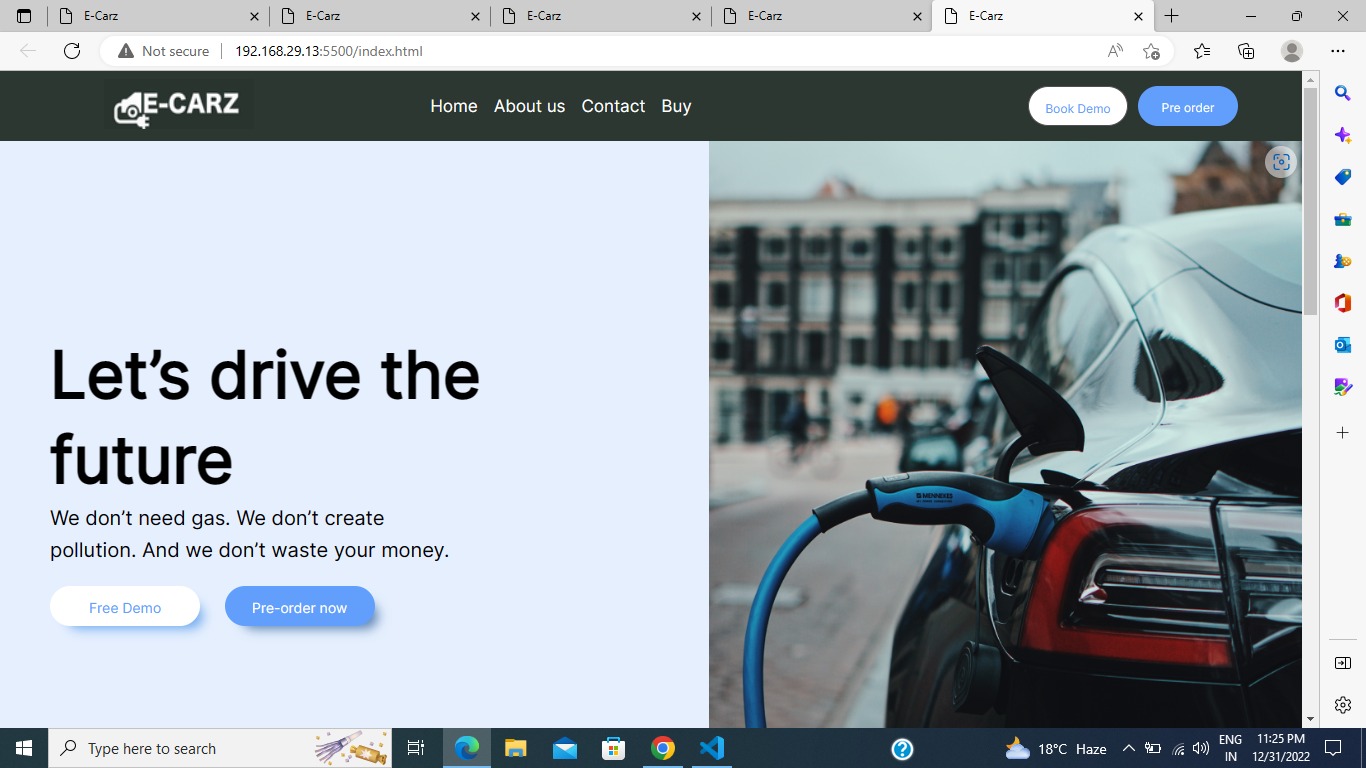 E-Carz
E-Carz
E-Carz
E-Carz
E-Carz
Not secure
192.168.29.13:5500/index.html
E-CARZ
Home
About us
Contact
Buy
Book Demo
Pre order
Let’s drive the
future
We don’t need gas. We don’t create
pollution. And we don’t waste your money.
Free Demo
Pre-order now
MENNEKES
Type here to search
18°C Haze
ENG
IN
11:25 PM
12/31/2022